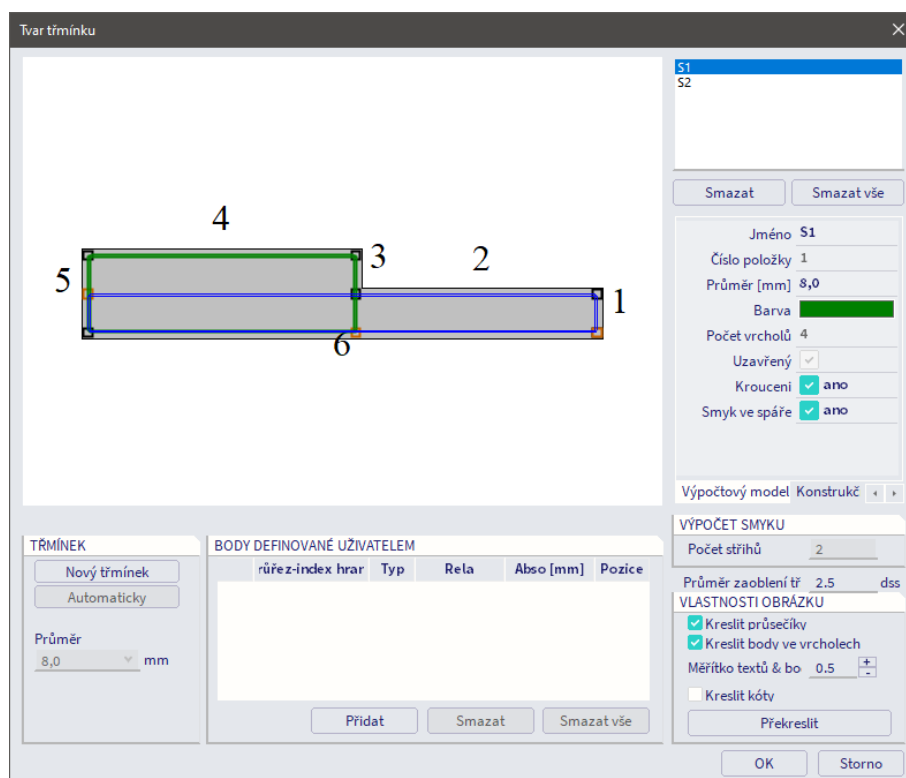 Tvar třmínku
S1
S2
Smazat
Smazat vše
4
3
2
5
1
6
Jméno S1
Číslo položky 1
Průměr [mm] 8,0
Barva
Počet vrcholů 4
Uzavřený
Krouceni ano
Smyk ve spáře ano
Výpočtový model Konstrukč
TŘMÍNEK
Nový třmínek
Automaticky
Průměr
8,0 mm
BODY DEFINOVANÉ UŽIVATELEM
růřez-index hrar Typ Rela Abso [mm] Pozice
Přidat Smazat Smazat vše
VÝPOČET SMYKU
Počet střihů 2
Průměr zaoblení tř 2.5 dss
VLASTNOSTI OBRÁZKU
Kreslit průsečíky
Kreslit body ve vrcholech
Měřítko textů & bo 0.5 + -
Kreslit kóty
Překreslit
OK Storno